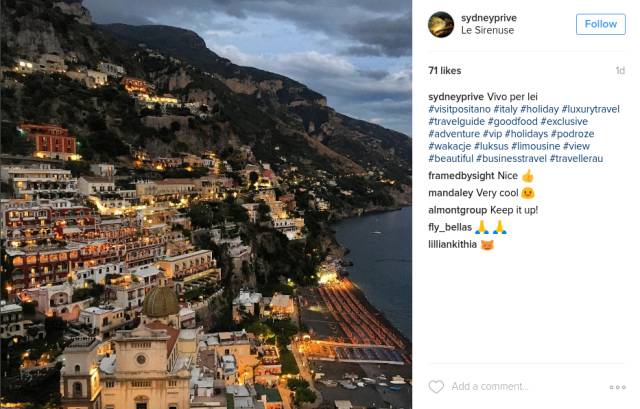 sydneyprive
Le Sirenuse
Follow
71 likes
1d
sydneyprive Vivo per lei
#visitpositano #italy #holiday #luxurytravel
#travelguide #goodfood #exclusive
#adventure #vip #holidays #podroze
#wakacje #luksus #limousine #view
#beautiful #businesstravel #travellerau
framedbysight Nice 👍
mandaley Very cool 😛
almontgroup Keep it up!
fly_bellas 🙏 🙏
lilliankithia 😼
Add a comment...